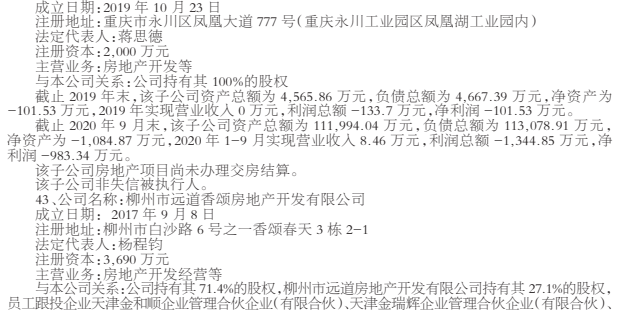 成立日期:2019 年 10 月 23 日
注册地址:重庆市永川区凤凰大道 777 号(重庆永川工业园区凤凰湖工业园内)
法定代表人:蒋思德
注册资本:2,000 万元
主营业务:房地产开发等
与本公司关系:公司持有其 100%的股权
截止 2019 年末,该子公司资产总额为 4,565.86 万元,负债总额为 4,667.39 万元,净资产为
-101.53 万元,2019 年实现营业收入 0 万元,利润总额 -133.7 万元,净利润 -101.53 万元。
截止 2020 年 9 月末,该子公司资产总额为 111,994.04 万元,负债总额为 113,078.91 万元,
净资产为 -1,084.87 万元,2020 年 1-9 月实现营业收入 8.46 万元,利润总额 -1,344.85 万元,净
利润 -983.34 万元。
该子公司房地产项目尚未办理交房结算。
该子公司非失信被执行人。
43、公司名称:柳州市远道香颂房地产开发有限公司
成立日期: 2017 年 9 月 8 日
注册地址:柳州市白沙路 6 号之一香颂春天 3 栋 2-1
法定代表人:杨程钧
注册资本:3,690 万元
主营业务:房地产开发经营等
与本公司关系:公司持有其 71.4%的股权,柳州市远道房地产开发有限公司持有其 27.1%的股权,
员工跟投企业天津金和顺企业管理合伙企业(有限合伙)、天津金瑞辉企业管理合伙企业(有限合伙)、